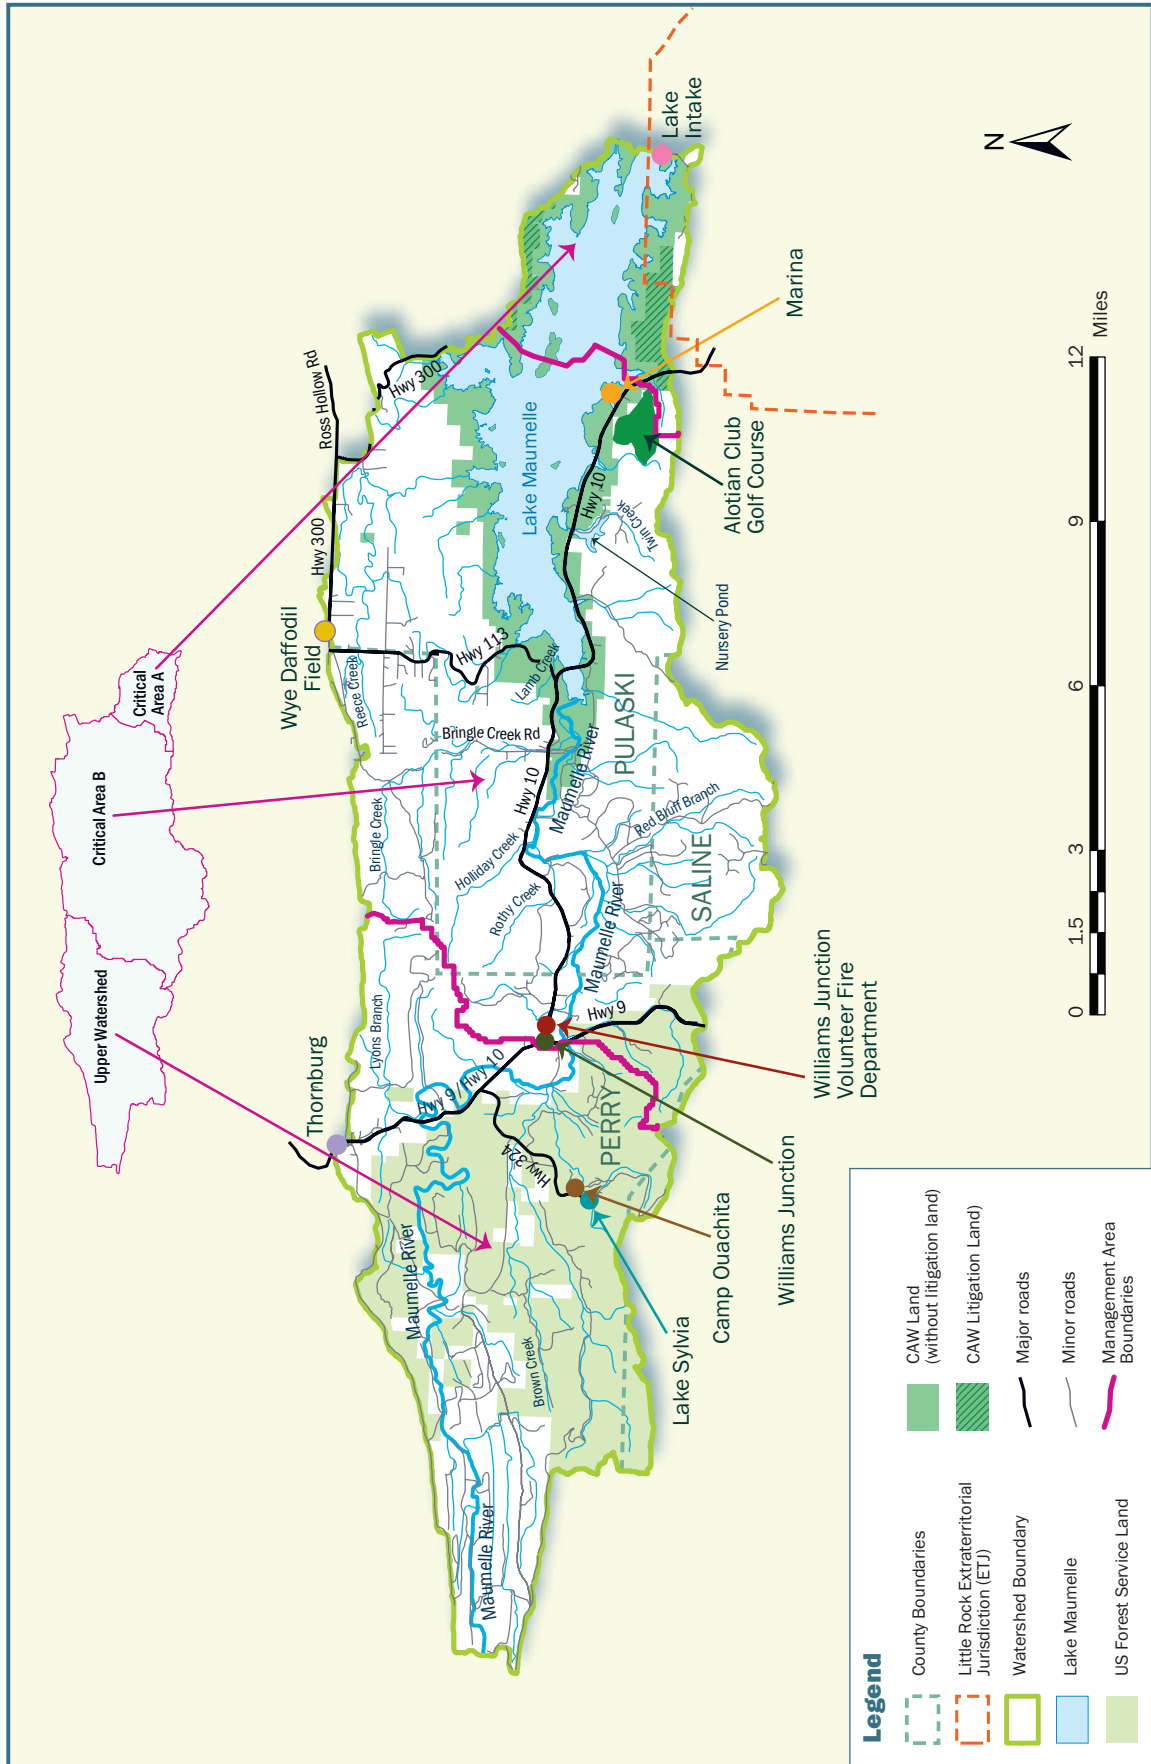 Upper Watershed
Critical Area B
Critical
Area A
Thornburg
Wye Daffodil
Field
Hwy 300
Ross Hollow Rd
Hwy 300
Lyons Branch
Bringle Creek
Reece Creek
Hwy 113
Bringle Creek Rd
Lamb Creek
Lake Maumelle
Maumelle River
Hwy 9 / Hwy 10
Holliday Creek
Hwy 10
Rothy Creek
Hwy 10
Maumelle River
Brown Creek
Hwy 324
Maumelle River
PERRY
Hwy 9
Maumelle River
PULASKI
Red Bluff Branch
SALINE
Twin Creek
Nursery Pond
Lake
Intake
Marina
Alotian Club
Golf Course
Williams Junction
Volunteer Fire
Department
Williams Junction
Camp Ouachita
Lake Sylvia
N
0
1.5
3
6
9
12
Miles
Legend
County Boundaries
Little Rock Extraterritorial
Jurisdiction (ETJ)
Watershed Boundary
Lake Maumelle
US Forest Service Land
CAW Land
(without litigation land)
CAW Litigation Land)
Major roads
Minor roads
Management Area
Boundaries